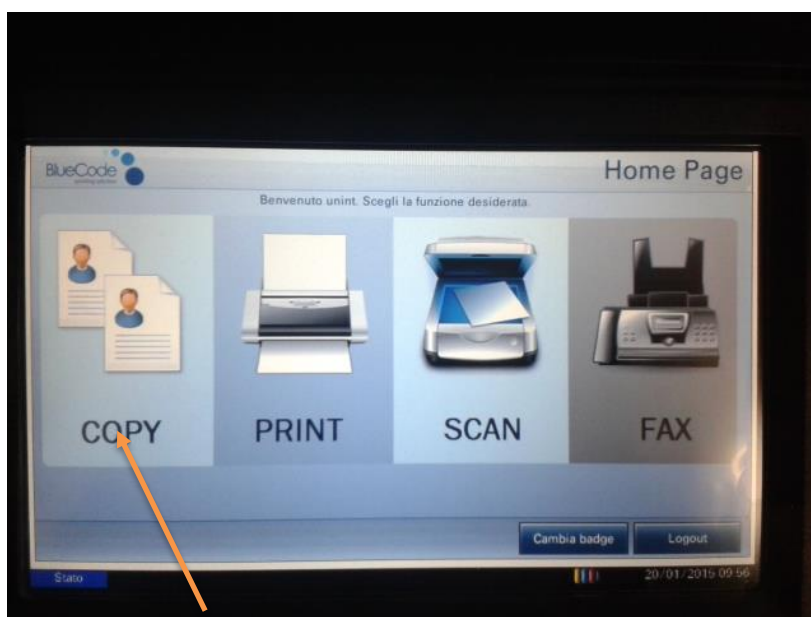 BlueCode
Home Page
Benvenuto unint. Scegli la funzione desiderata.
COPY
PRINT
SCAN
FAX
Cambia badge
Logout
Stato
20/01/2015 09:56